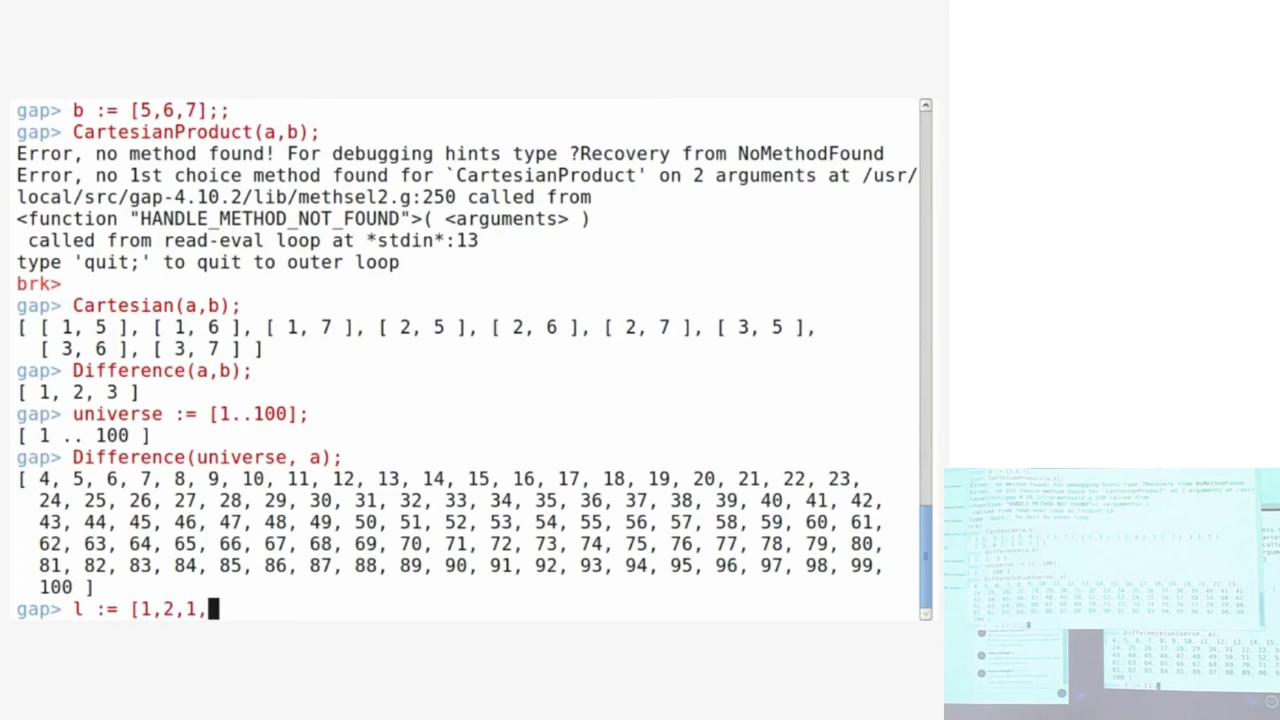 gap> b := [5,6,7];;
gap> CartesianProduct(a,b);
Error, no method found! For debugging hints type ?Recovery from NoMethodFound
Error, no 1st choice method found for `CartesianProduct' on 2 arguments at /usr/
local/src/gap-4.10.2/lib/methsel2.g:250 called from
<function "HANDLE_METHOD_NOT_FOUND">( <arguments> )
 called from read-eval loop at *stdin*:13
type 'quit;' to quit to outer loop
brk>
gap> Cartesian(a,b);
[ [ 1, 5 ], [ 1, 6 ], [ 1, 7 ], [ 2, 5 ], [ 2, 6 ], [ 2, 7 ], [ 3, 5 ],
  [ 3, 6 ], [ 3, 7 ] ]
gap> Difference(a,b);
[ 1, 2, 3 ]
gap> universe := [1..100];
[ 1 .. 100 ]
gap> Difference(universe, a);
[ 4, 5, 6, 7, 8, 9, 10, 11, 12, 13, 14, 15, 16, 17, 18, 19, 20, 21, 22, 23,
  24, 25, 26, 27, 28, 29, 30, 31, 32, 33, 34, 35, 36, 37, 38, 39, 40, 41, 42,
  43, 44, 45, 46, 47, 48, 49, 50, 51, 52, 53, 54, 55, 56, 57, 58, 59, 60, 61,
  62, 63, 64, 65, 66, 67, 68, 69, 70, 71, 72, 73, 74, 75, 76, 77, 78, 79, 80,
  81, 82, 83, 84, 85, 86, 87, 88, 89, 90, 91, 92, 93, 94, 95, 96, 97, 98, 99,
  100 ]
gap> l := [1,2,1,